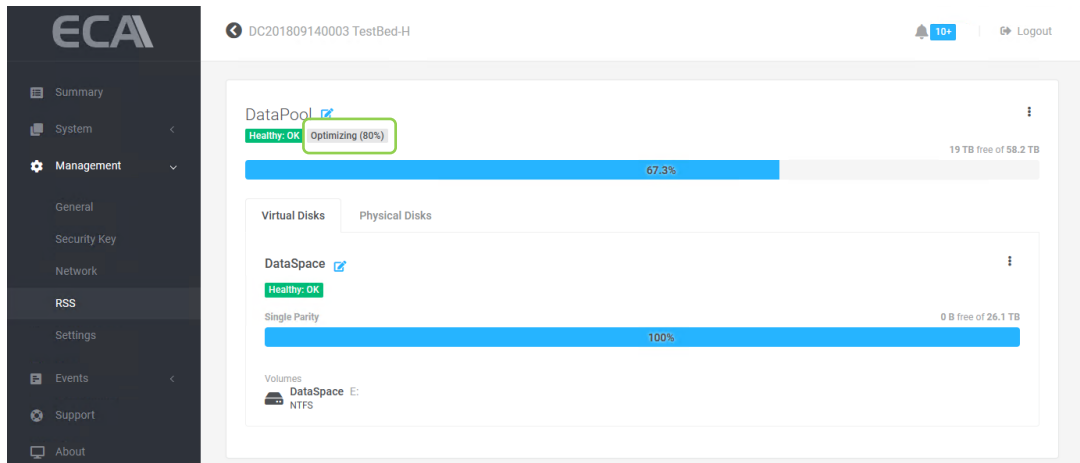 ECA
DC201809140003 TestBed-H
10+
Logout
Summary
System
Management
General
Security Key
Network
RSS
Settings
Events
Support
About
DataPool
Healthy: OK Optimizing (80%)
19 TB free of 58.2 TB
67.3%
Virtual Disks Physical Disks
DataSpace
Healthy: OK
Single Parity 0 B free of 26.1 TB
100%
Volumes
DataSpace E:
NTFS